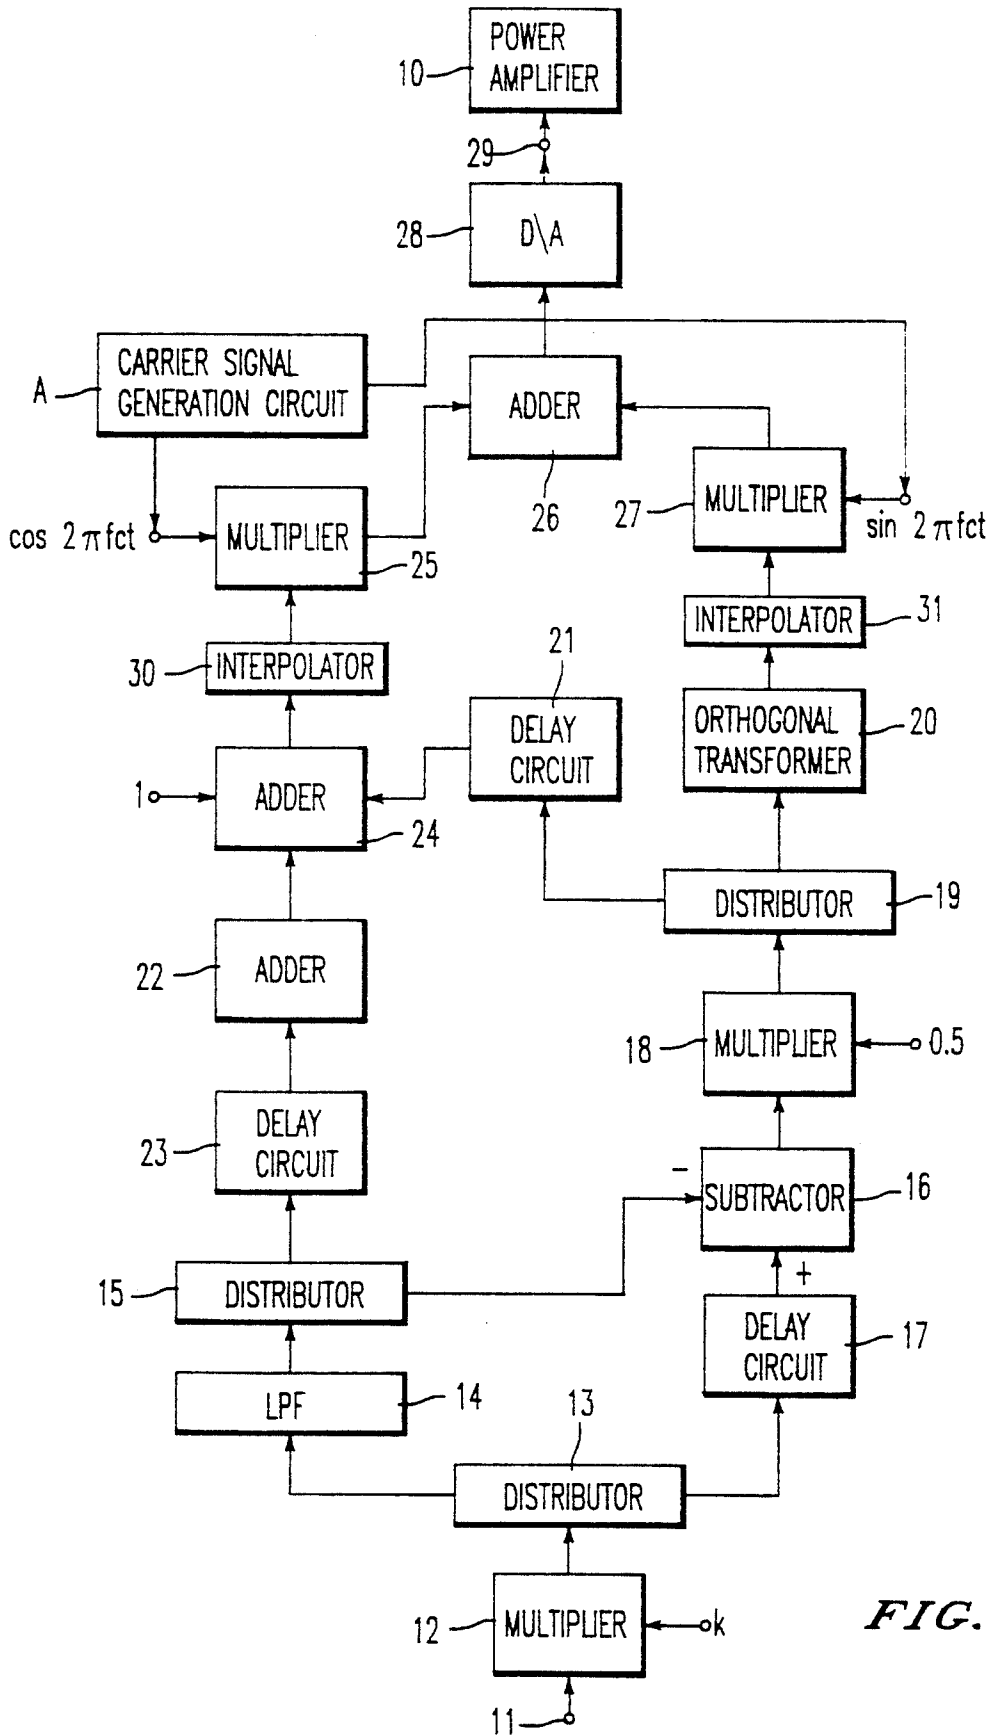 POWER
AMPLIFIER
10
29
28
D\A
A
CARRIER SIGNAL
GENERATION CIRCUIT
ADDER
26
cos 2πfct
MULTIPLIER
25
27
MULTIPLIER
sin 2πfct
30
INTERPOLATOR
INTERPOLATOR
31
21
DELAY
CIRCUIT
ORTHOGONAL
TRANSFORMER
20
1
ADDER
24
DISTRIBUTOR
19
22
ADDER
18
MULTIPLIER
0.5
23
DELAY
CIRCUIT
-
SUBTRACTOR
16
+
15
DISTRIBUTOR
DELAY
CIRCUIT
17
LPF
14
13
DISTRIBUTOR
12
MULTIPLIER
k
11
FIG.